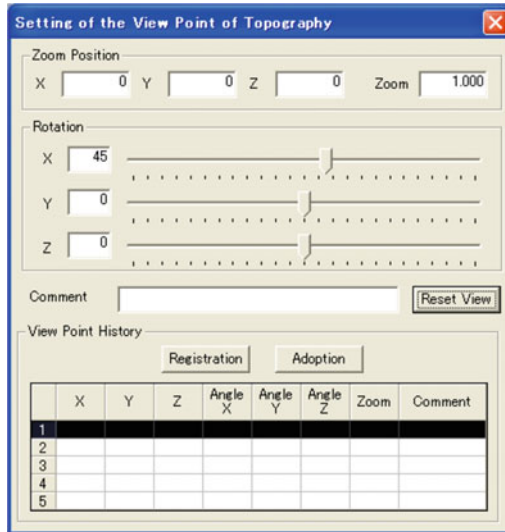 Setting of the View Point of Topography
Zoom Position
X 0 Y 0 Z 0 Zoom 1.000
Rotation
X 45
Y 0
Z 0
Comment Reset View
View Point History
Registration Adoption
X Y Z Angle X Angle Y Angle Z Zoom Comment
1
2
3
4
5